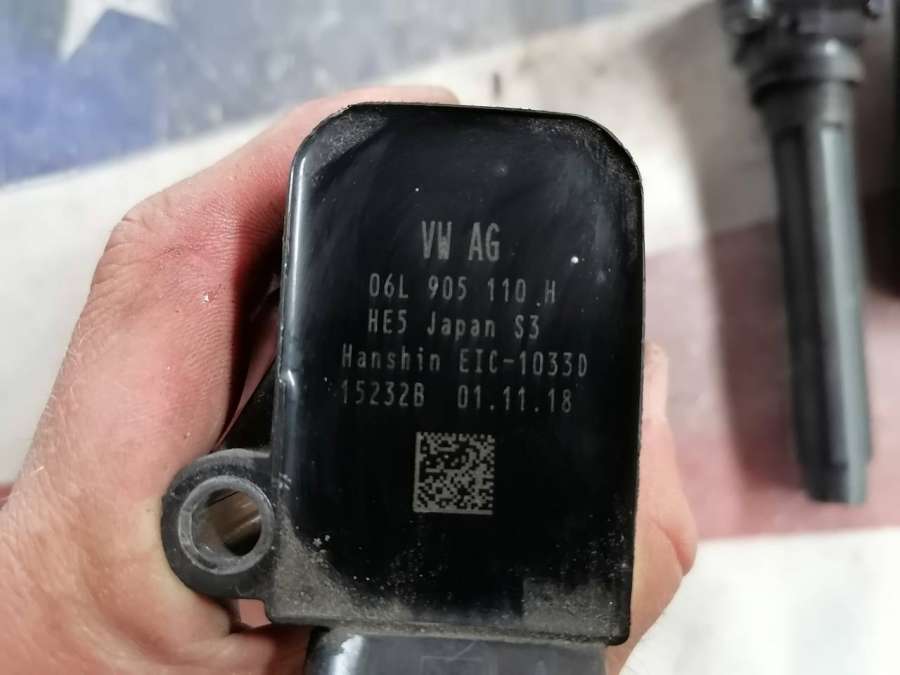 VW AG
06L 905 110 H
HE5 Japan S3
Hanshin EIC-1033D
15232B 01.11.18